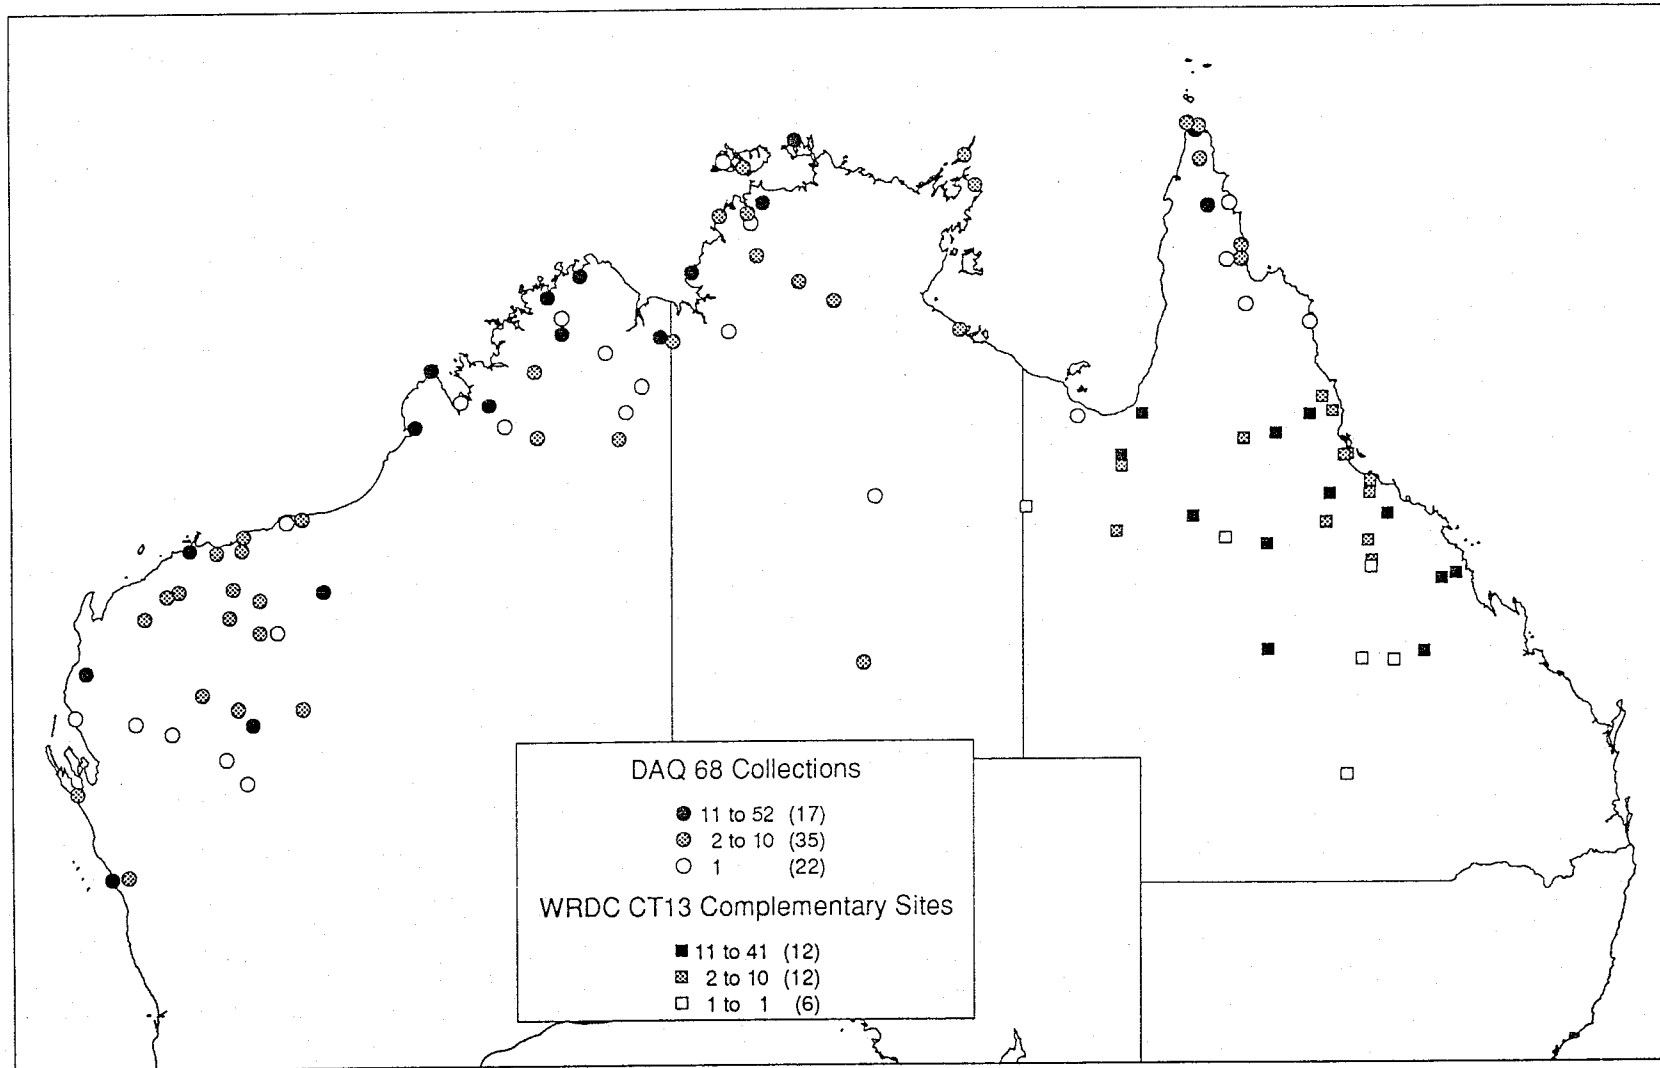 DAQ 68 Collections
11 to 52 (17)
2 to 10 (35)
1 (22)
WRDC CT13 Complementary Sites
11 to 41 (12)
2 to 10 (12)
1 to 1 (6)